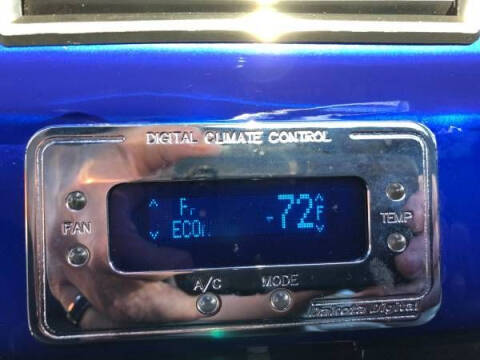 DIGITAL CLIMATE CONTROL
FAN
ECON
-72 F
TEMP
A/C MODE
Dakota Digital